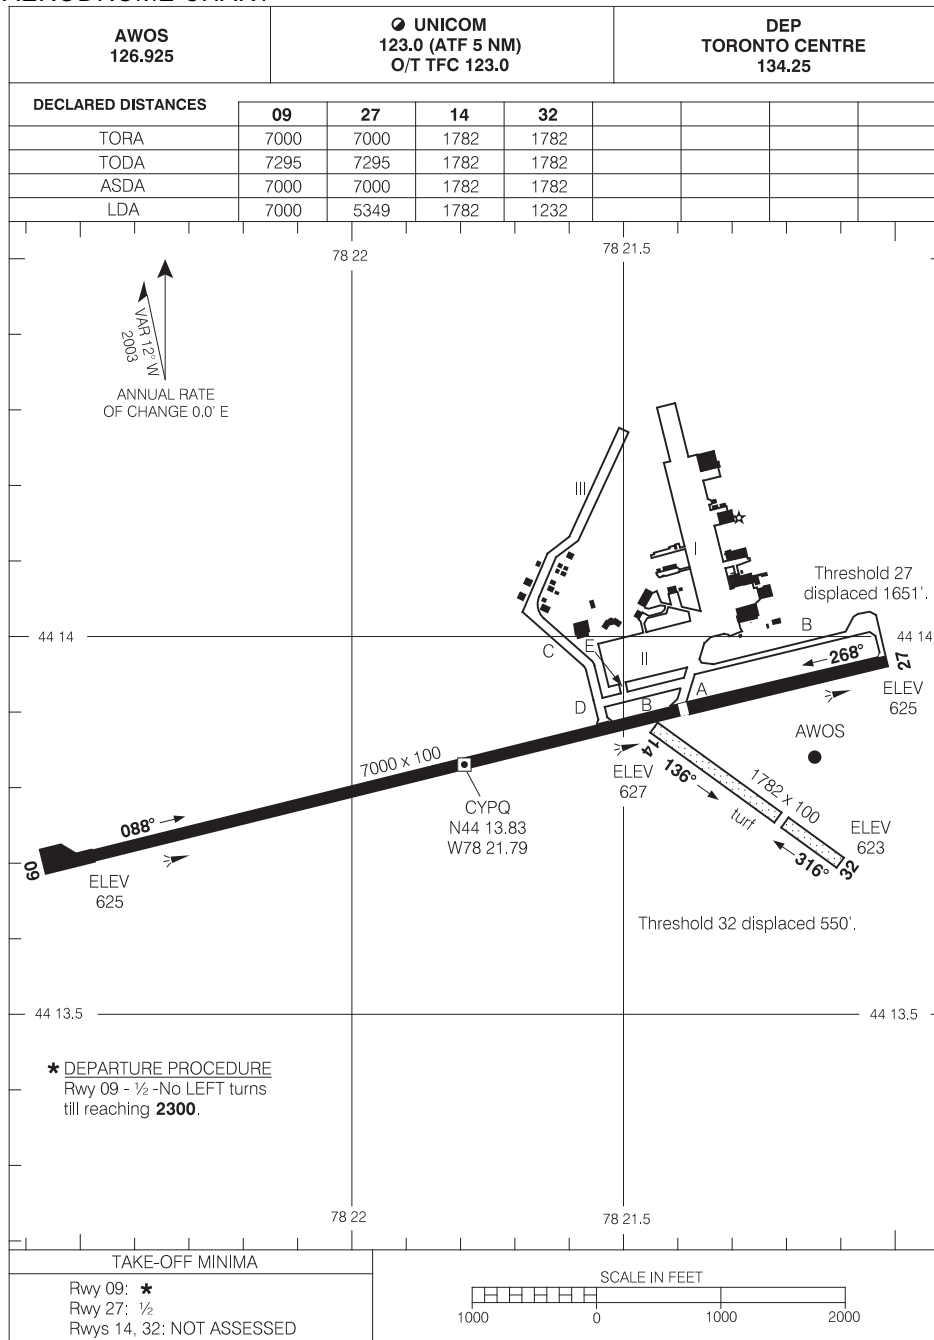 AWOS
126.925
UNICOM
123.0 (ATF 5 NM)
O/T TFC 123.0
DEP
TORONTO CENTRE
134.25
DECLARED DISTANCES
09 27 14 32
TORA 7000 7000 1782 1782
TODA 7295 7295 1782 1782
ASDA 7000 7000 1782 1782
LDA 7000 5349 1782 1232
78 22
78 21.5
VAR 12° W
2003
ANNUAL RATE
OF CHANGE 0.0' E
III
I
Threshold 27
displaced 1651'.
44 14
B
44 14
C
E
II
268°
27
A
ELEV
625
D
B
AWOS
7000 x 100
14
ELEV
627
136°
1782 x 100
turf
CYPQ
N44 13.83
W78 21.79
088°
09
ELEV
625
ELEV
623
316°
32
Threshold 32 displaced 550'.
44 13.5
44 13.5
* DEPARTURE PROCEDURE
Rwy 09 - ½ -No LEFT turns
till reaching 2300.
78 22
78 21.5
TAKE-OFF MINIMA
Rwy 09: *
Rwy 27: ½
Rwys 14, 32: NOT ASSESSED
SCALE IN FEET
1000 0 1000 2000